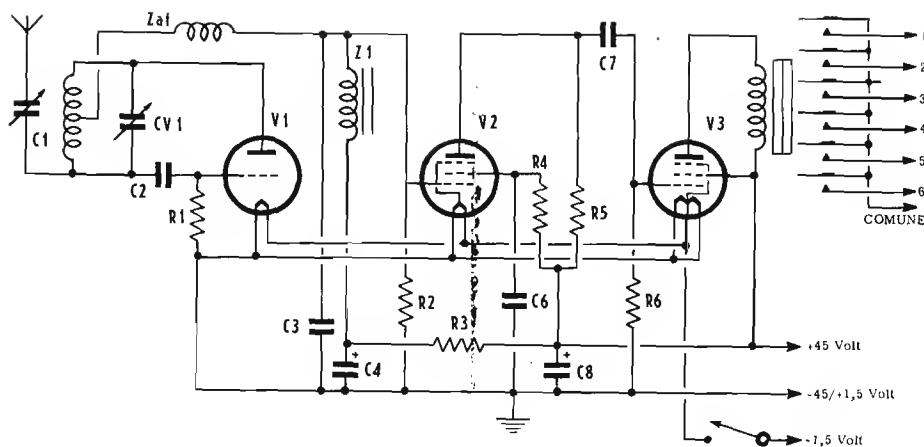 Zaf
Z1
C7
1
2
3
4
5
6
COMUNE
C1
CV1
V1
V2
V3
C2
R1
R4
R5
C3
R2
C6
R6
R3
C4
+
C8
+
+45 Volt
-45/+1,5 Volt
-1,5 Volt